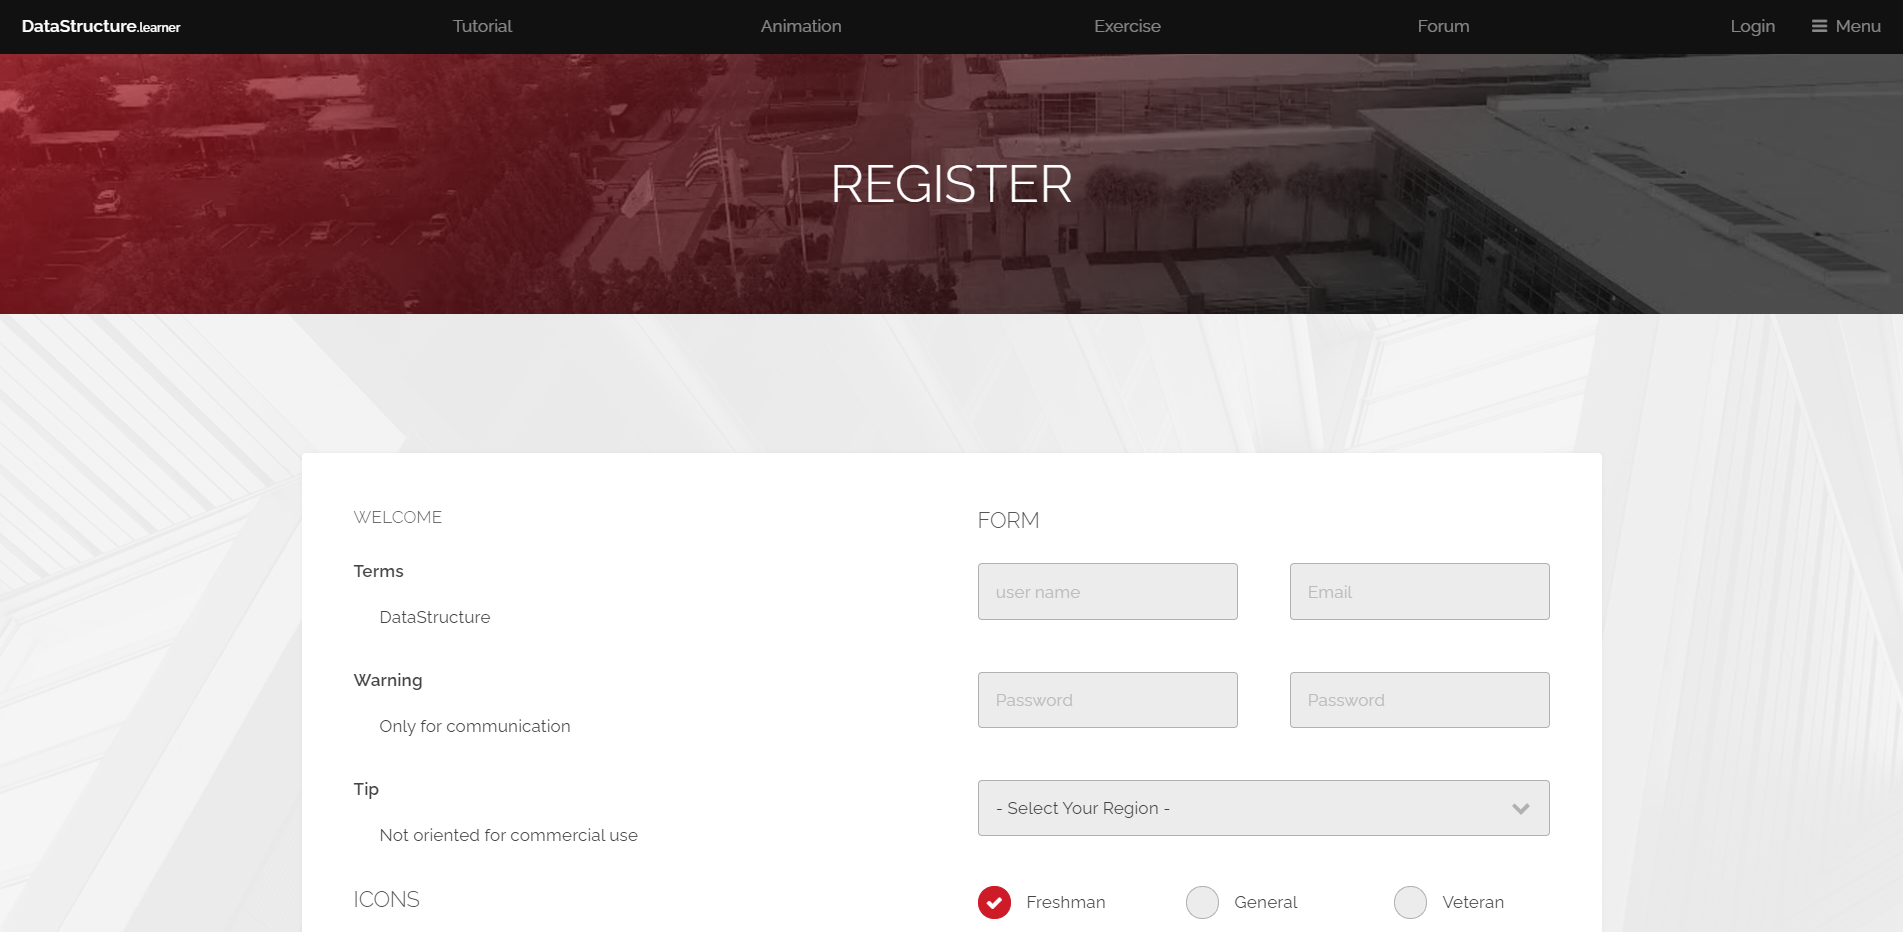 DataStructure.learner
Tutorial
Animation
Exercise
Forum
Login
Menu
REGISTER
WELCOME
Terms
DataStructure
Warning
Only for communication
Tip
Not oriented for commercial use
ICONS
FORM
user name
Email
Password
Password
- Select Your Region -
Freshman
General
Veteran